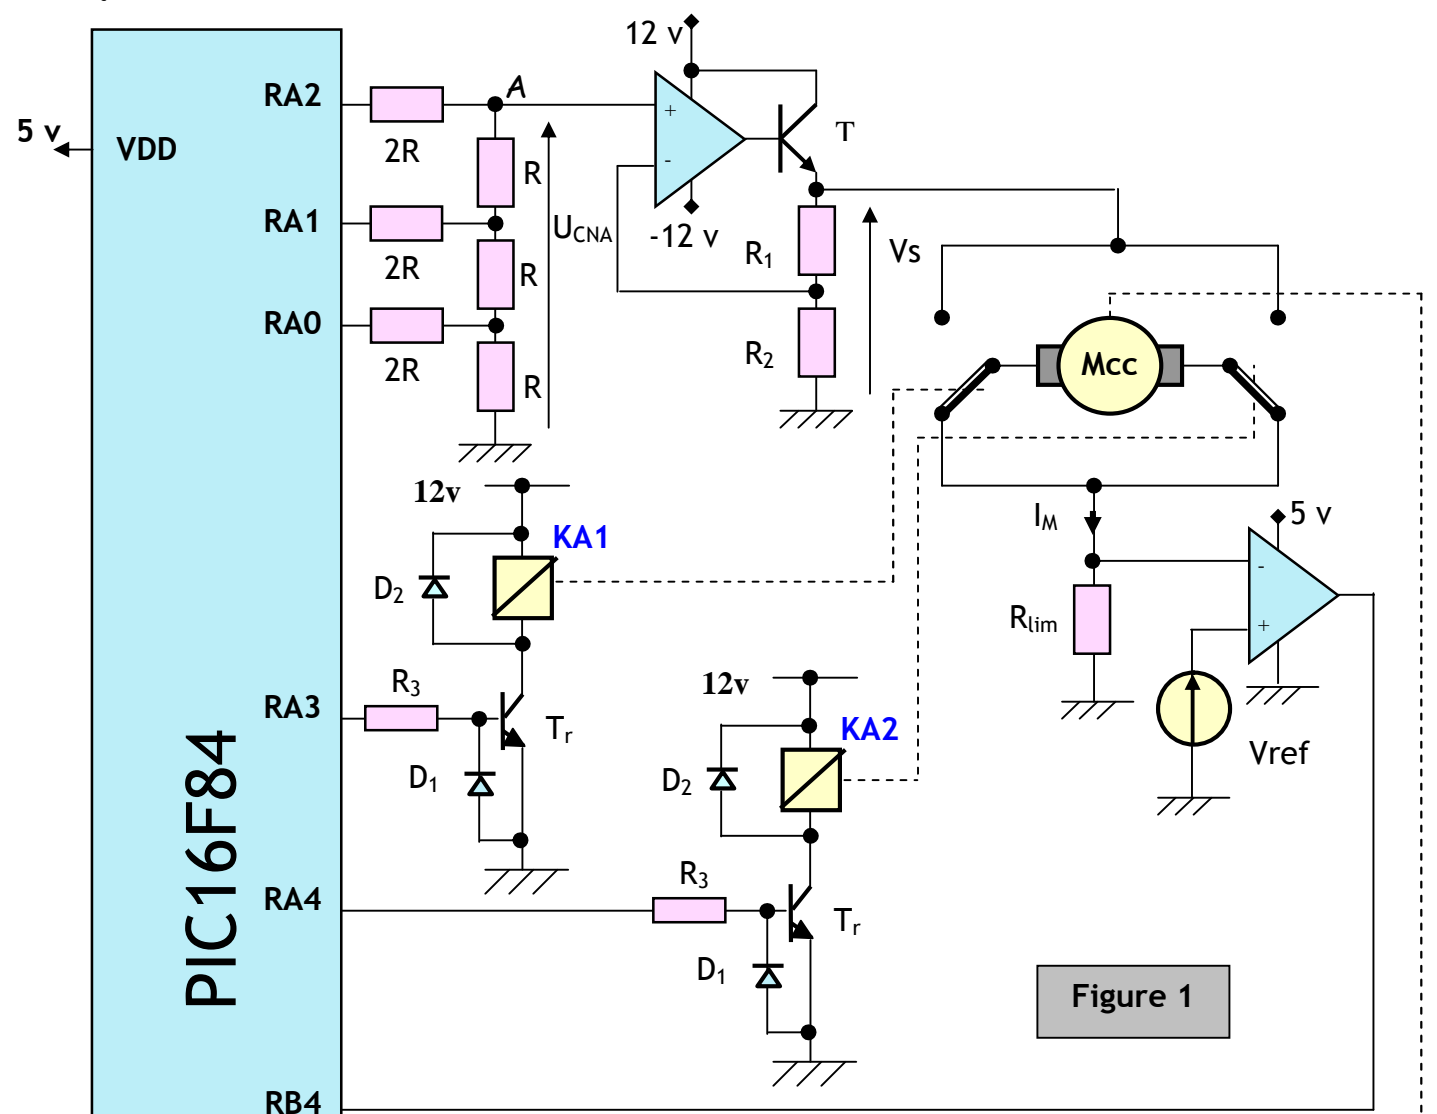 12 v
RA2
A
+
T
5 v
VDD
2R
R
-
RA1
UCNA
-12 v
Vs
2R
R
R1
RA0
R2
Mcc
2R
R
12v
KA1
IM
5 v
D2
-
Rlim
+
R3
12v
RA3
Tr
KA2
Vref
D1
D2
PIC16F84
R3
RA4
Tr
D1
Figure 1
RB4